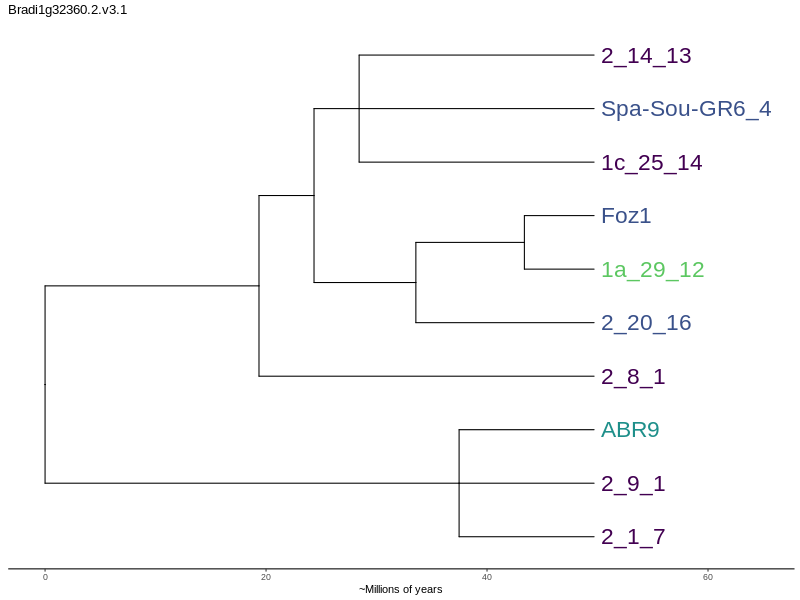 Bradi1g32360.2.v3.1
2_14_13
Spa-Sou-GR6_4
1c_25_14
Foz1
1a_29_12
2_20_16
2_8_1
ABR9
2_9_1
2_1_7
0 20 40 60
~Millions of years